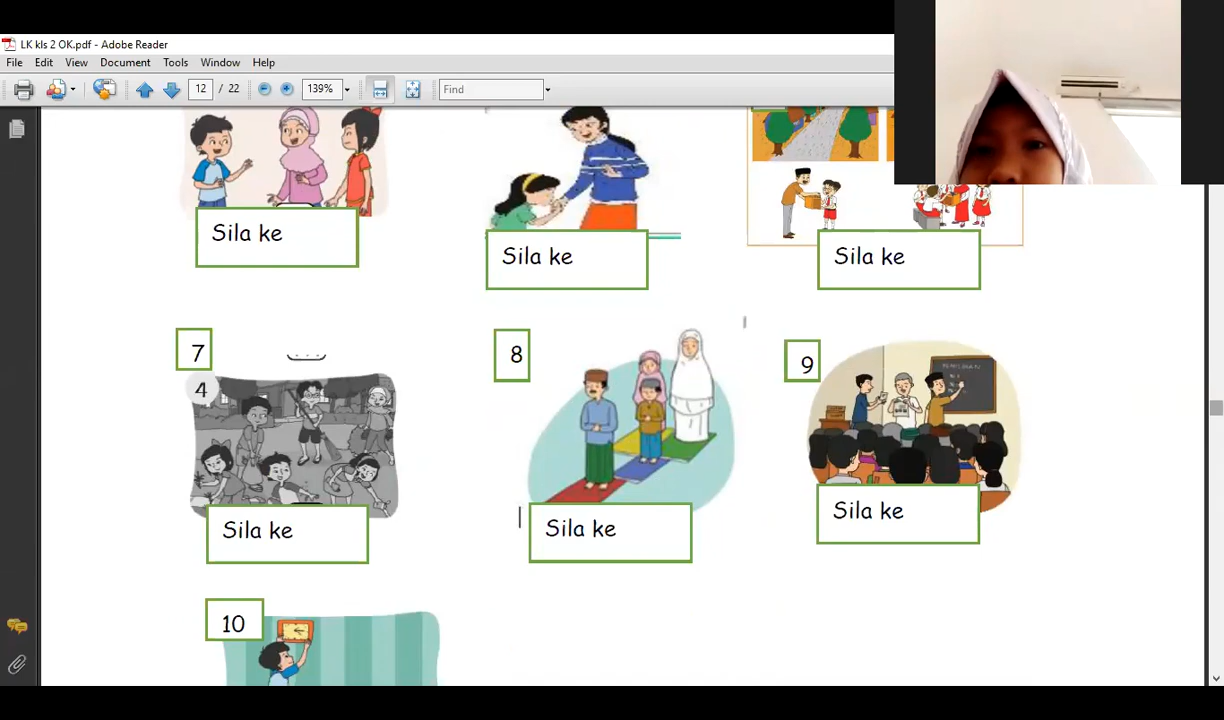 LK kls 2 OK.pdf - Adobe Reader
File Edit View Document Tools Window Help
12 / 22 139% Find
Sila ke
Sila ke
Sila ke
7
8
9
4
Sila ke
Sila ke
Sila ke
10